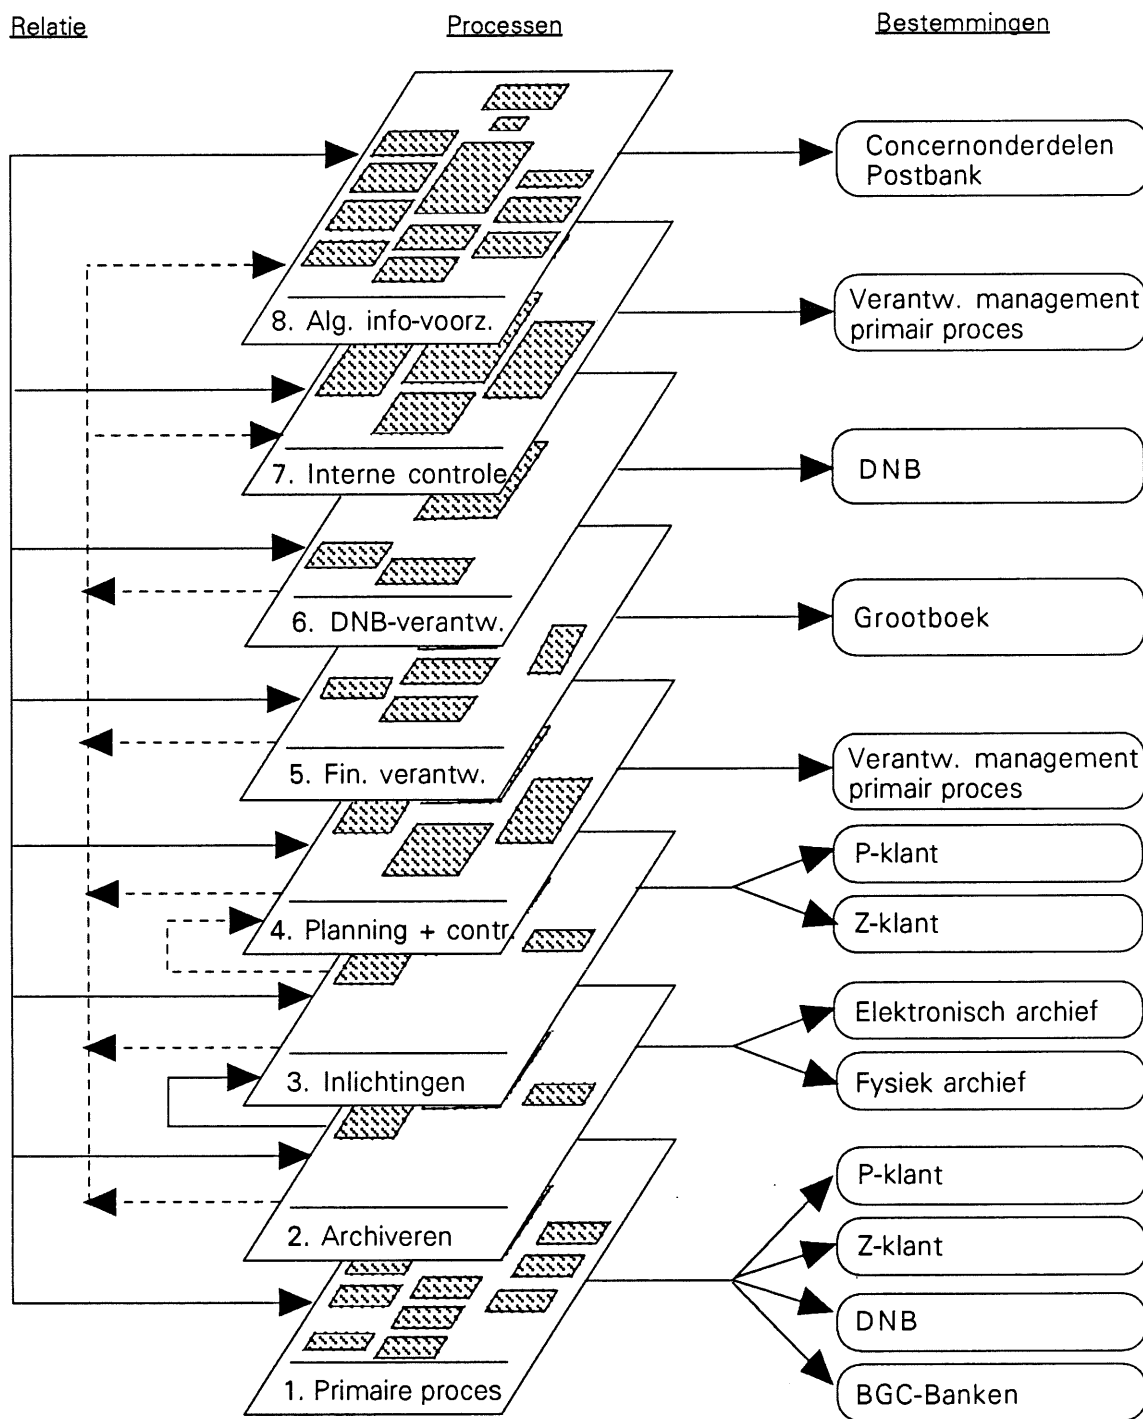 Relatie
Processen
Bestemmingen
8. Alg. info-voorz.
Concernonderdelen
Postbank
7. Interne controle
Verantw. management
primair proces
6. DNB-verantw.
DNB
5. Fin. verantw.
Grootboek
4. Planning + contr.
Verantw. management
primair proces
3. Inlichtingen
P-klant
Z-klant
2. Archiveren
Elektronisch archief
Fysiek archief
1. Primaire proces
P-klant
Z-klant
DNB
BGC-Banken